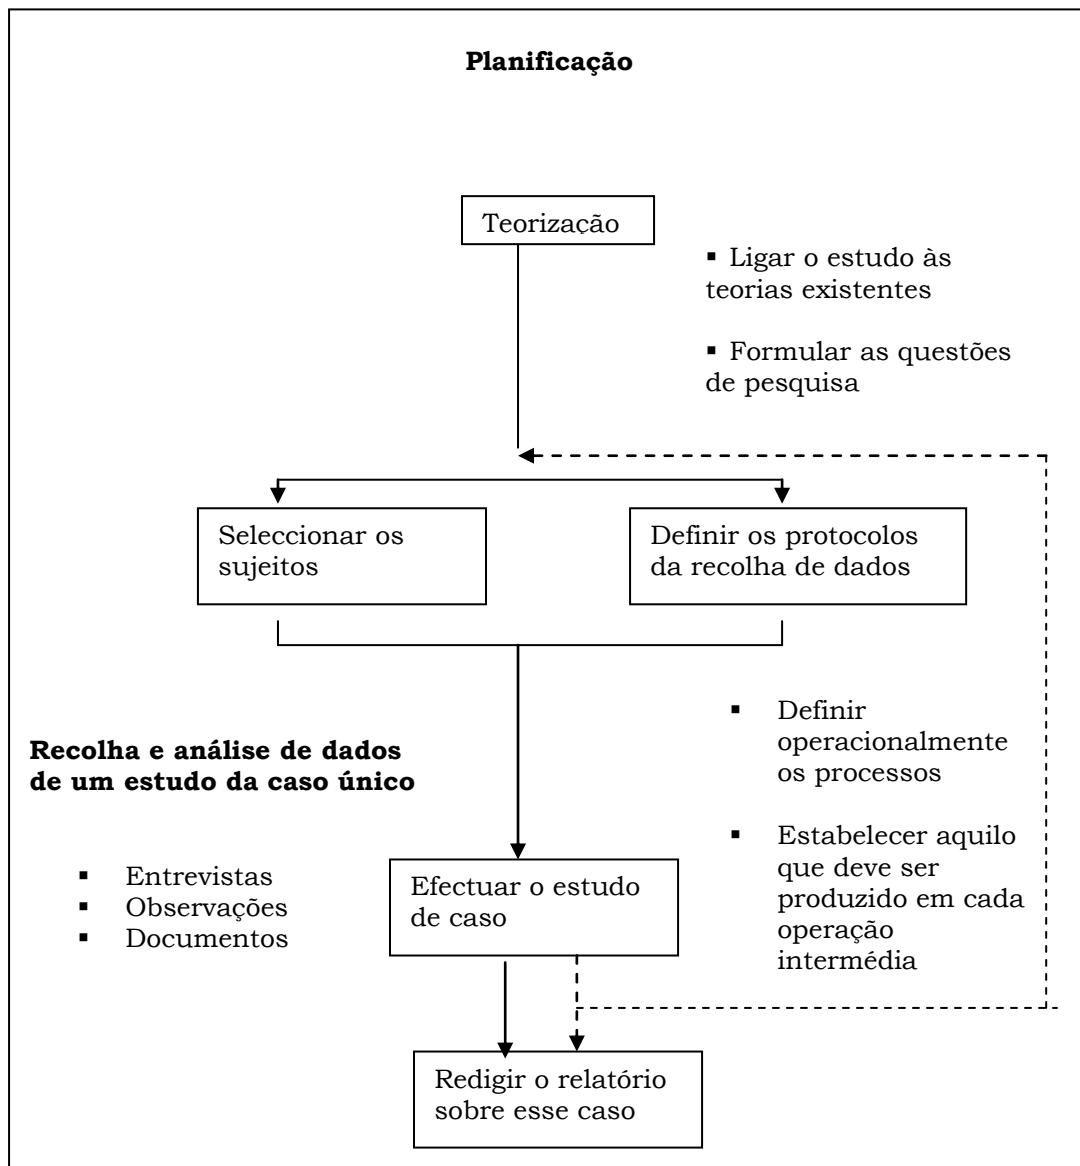 Planificação
Teorização
▪ Ligar o estudo às
teorias existentes
▪ Formular as questões
de pesquisa
Seleccionar os
sujeitos
Definir os protocolos
da recolha de dados
▪ Definir
operacionalmente
os processos
▪ Estabelecer aquilo
que deve ser
produzido em cada
operação
intermédia
Recolha e análise de dados
de um estudo da caso único
▪ Entrevistas
▪ Observações
▪ Documentos
Efectuar o estudo
de caso
Redigir o relatório
sobre esse caso